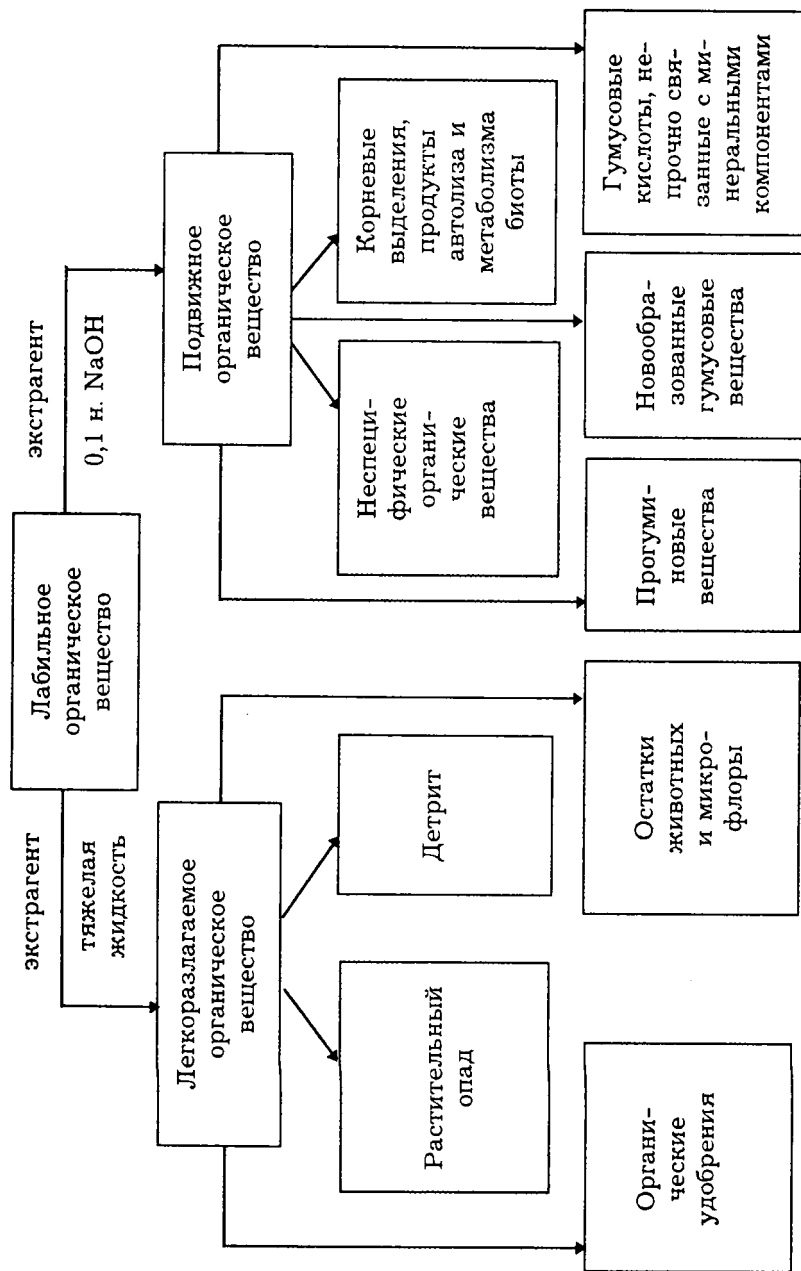 Лабильное
органическое
вещество
экстрагент
тяжелая
жидкость
экстрагент
0,1 н. NaOH
Легкоразлагаемое
органическое
вещество
Подвижное
органическое
вещество
Растительный
опад
Детрит
Неспеци-
фические
органи-
ческие
вещества
Корневые
выделения,
продукты
автолиза и
метаболизма
биоты
Органи-
ческие
удобрения
Остатки
животных
и микро-
флоры
Прогуми-
новые
вещества
Новообра-
зованные
гумусовые
вещества
Гумусовые
кислоты, не-
прочно свя-
занные с ми-
неральными
компонентами